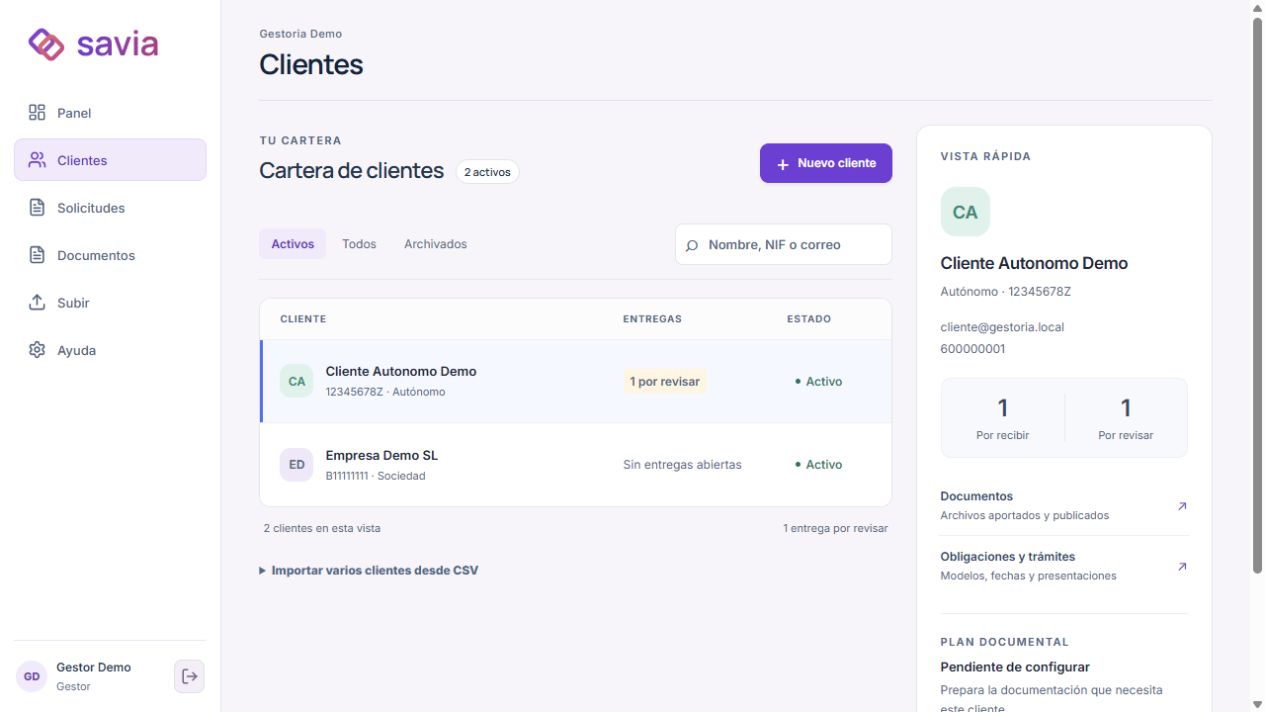 savia
Panel
Clientes
Solicitudes
Documentos
Subir
Ayuda
GD
Gestor Demo
Gestor
Gestoria Demo
Clientes
TU CARTERA
Cartera de clientes
2 activos
+ Nuevo cliente
Activos
Todos
Archivados
Nombre, NIF o correo
CLIENTE
ENTREGAS
ESTADO
CA
Cliente Autonomo Demo
12345678Z · Autónomo
1 por revisar
Activo
ED
Empresa Demo SL
B11111111 · Sociedad
Sin entregas abiertas
Activo
2 clientes en esta vista
1 entrega por revisar
Importar varios clientes desde CSV
VISTA RÁPIDA
CA
Cliente Autonomo Demo
Autónomo · 12345678Z
cliente@gestoria.local
600000001
1
Por recibir
1
Por revisar
Documentos
Archivos aportados y publicados
Obligaciones y trámites
Modelos, fechas y presentaciones
PLAN DOCUMENTAL
Pendiente de configurar
Prepara la documentación que necesita
este cliente